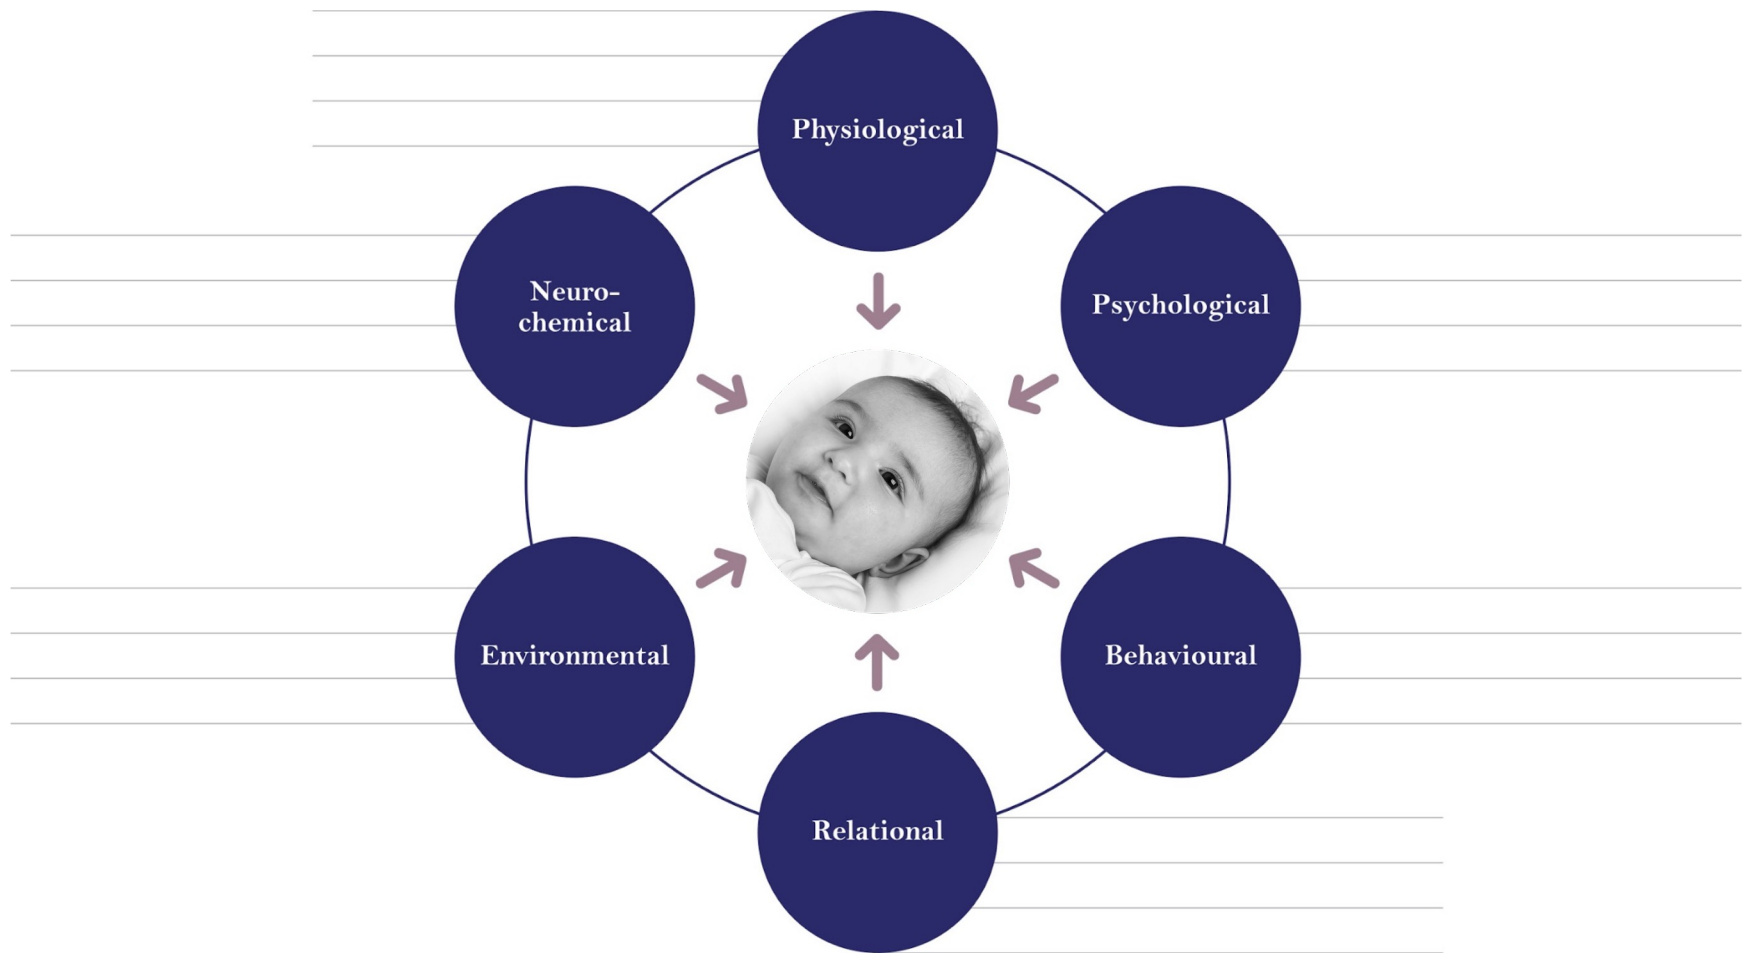 Physiological
Neuro-
chemical
Psychological
Environmental
Behavioural
Relational